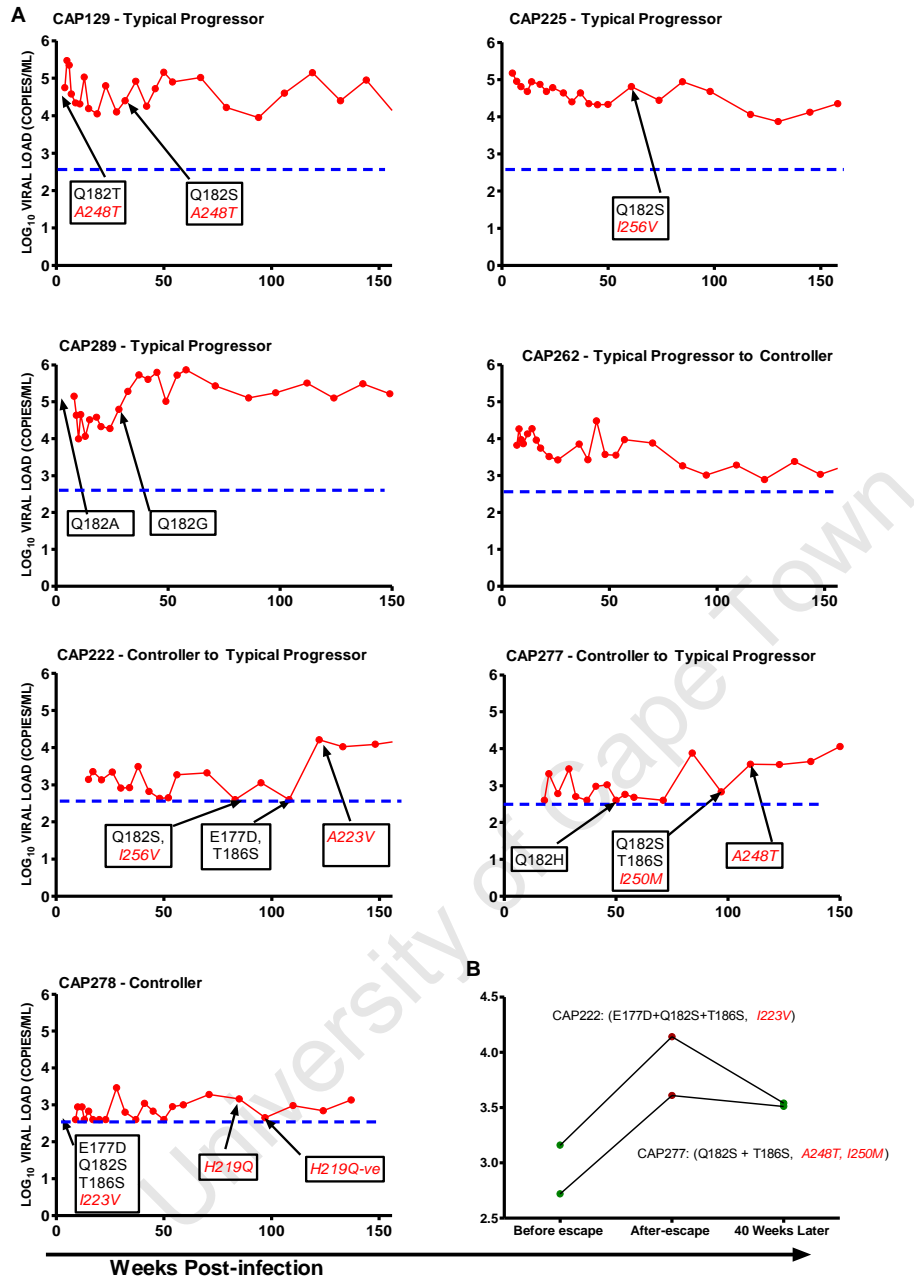 A
CAP129 - Typical Progressor
LOG10 VIRAL LOAD (COPIES/ML)
6
5
4
3
2
1
0
Q182T
A248T
Q182S
A248T
0
50
100
150
CAP225 - Typical Progressor
6
5
4
3
2
1
0
Q182S
I256V
0
50
100
150
CAP289 - Typical Progressor
LOG10 VIRAL LOAD (COPIES/ML)
6
5
4
3
2
1
0
Q182A
Q182G
0
50
100
150
CAP262 - Typical Progressor to Controller
6
5
4
3
2
1
0
0
50
100
150
CAP222 - Controller to Typical Progressor
LOG10 VIRAL LOAD (COPIES/ML)
6
5
4
3
2
1
0
Q182S,
I256V
E177D,
T186S
A223V
0
50
100
150
CAP277 - Controller to Typical Progressor
6
5
4
3
2
1
0
Q182H
Q182S
T186S
I250M
A248T
0
50
100
150
CAP278 - Controller
LOG10 VIRAL LOAD (COPIES/ML)
6
5
4
3
2
1
0
E177D
Q182S
T186S
I223V
H219Q
H219Q-ve
0
50
100
150
B
4.5
4.0
3.5
3.0
2.5
CAP222: (E177D+Q182S+T186S, I223V)
CAP277: (Q182S + T186S, A248T, I250M)
Before escape
After-escape
40 Weeks Later
Weeks Post-infection
University of Cape Town